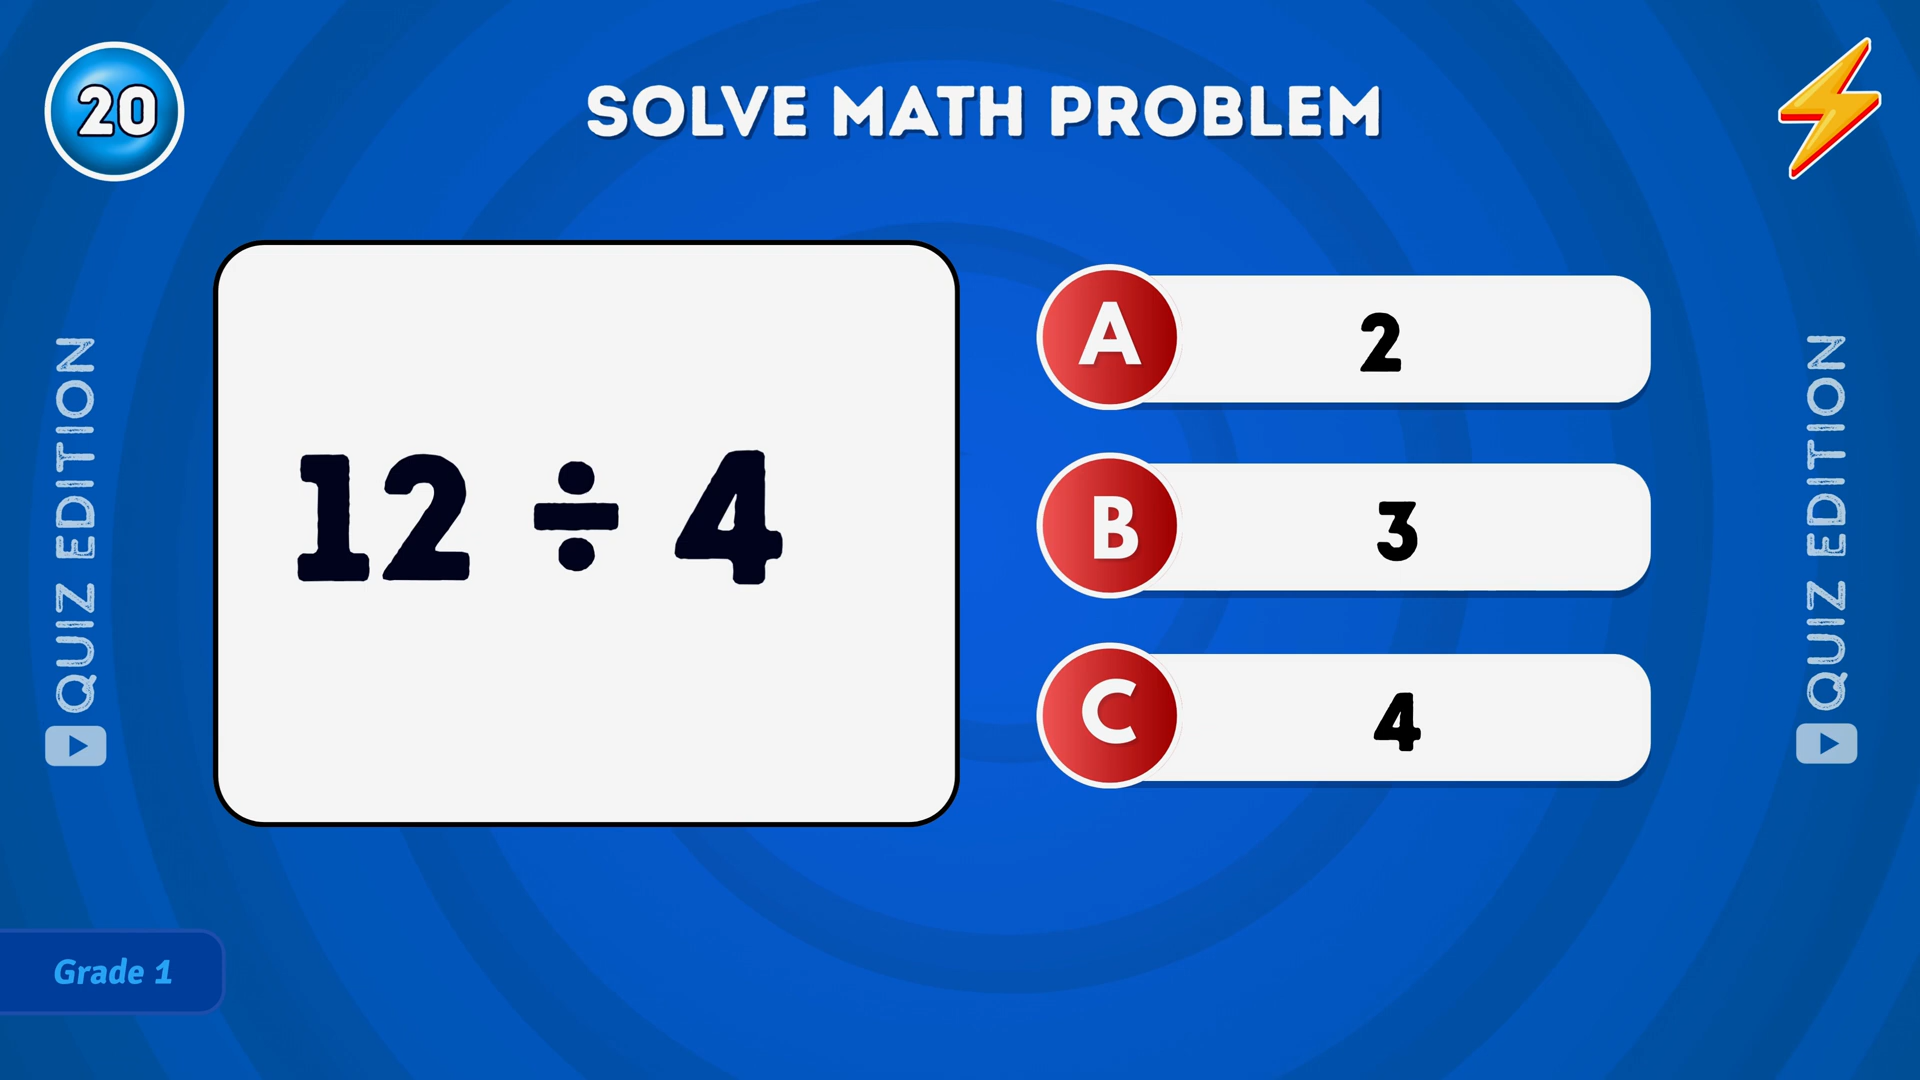 20
SOLVE MATH PROBLEM
12 ÷ 4
A
2
B
3
C
4
QUIZ EDITION
QUIZ EDITION
Grade 1